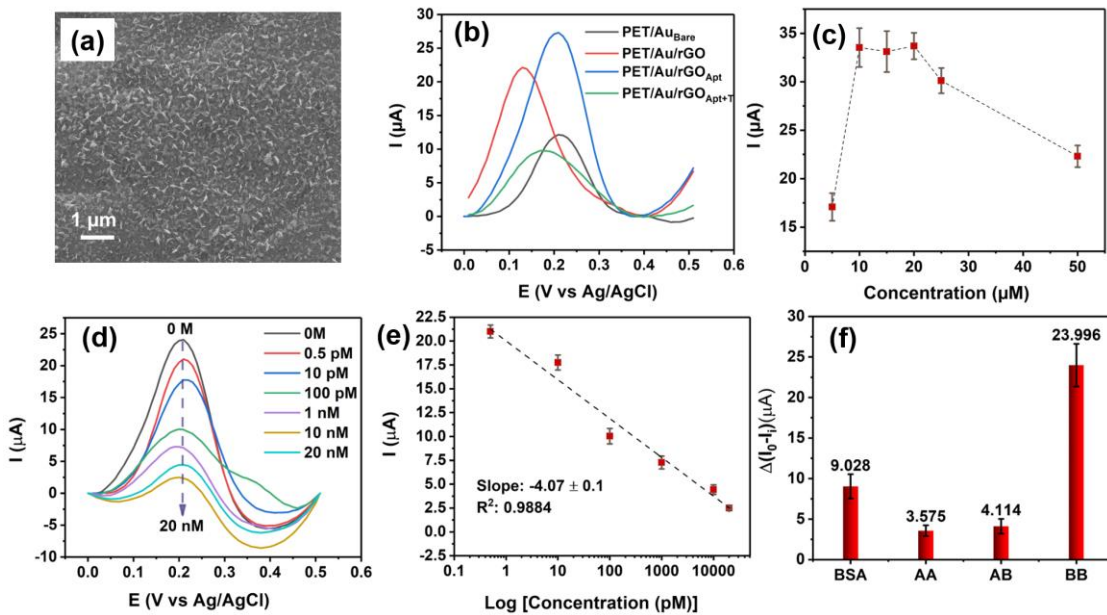 (a)
1 µm
(b)
PET/Au Bare
PET/Au/rGO
PET/Au/rGO Apt
PET/Au/rGO Apt+T
I (µA)
30
25
20
15
10
5
0
-5
0.0 0.1 0.2 0.3 0.4 0.5 0.6
E (V vs Ag/AgCl)
(c)
I (µA)
35
30
25
20
15
10 20 30 40 50
Concentration (µM)
(d)
0 M
20 nM
0M
0.5 pM
10 pM
100 pM
1 nM
10 nM
20 nM
I (µA)
25
20
15
10
5
0
-5
-10
0.0 0.1 0.2 0.3 0.4 0.5 0.6
E (V vs Ag/AgCl)
(e)
I (µA)
22.5
20.0
17.5
15.0
12.5
10.0
7.5
5.0
2.5
0.0
-2.5
Slope: -4.07 ± 0.1
R²: 0.9884
0.1 1 10 100 1000 10000
Log [Concentration (pM)]
(f)
Δ(I₀-Iᵢ)(µA)
30
25
20
15
10
5
0
9.028
3.575
4.114
23.996
BSA AA AB BB